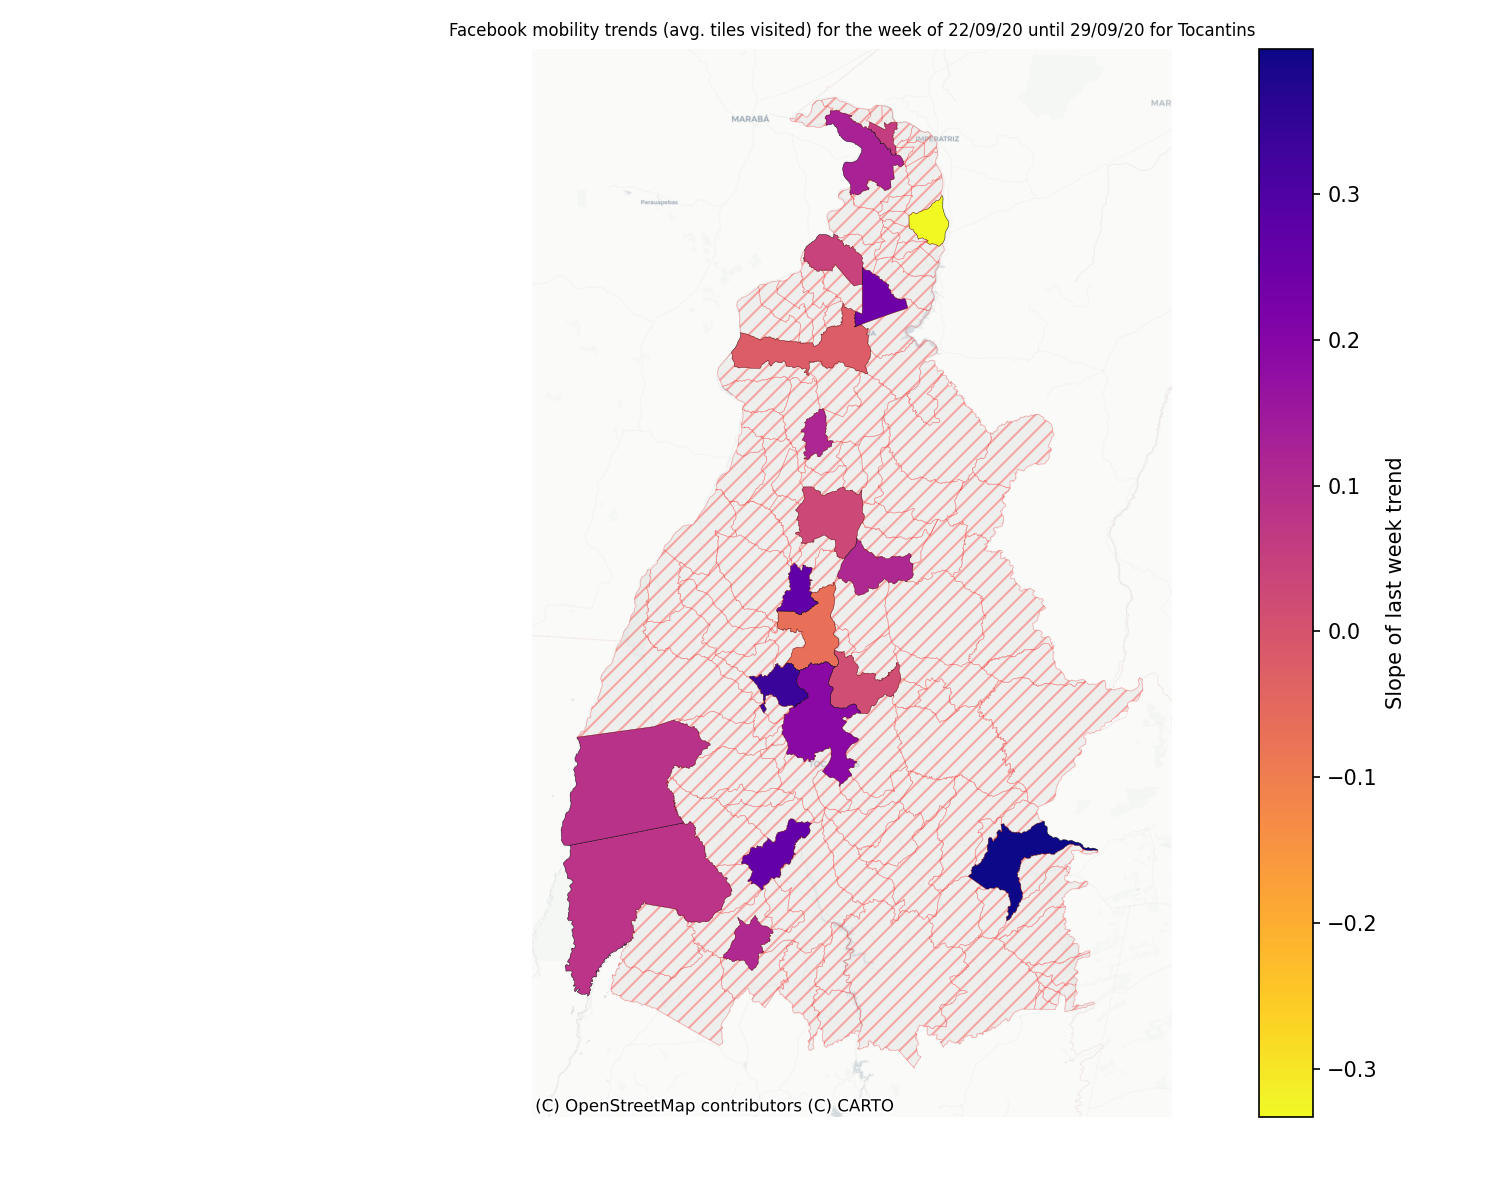 Facebook mobility trends (avg. tiles visited) for the week of 22/09/20 until 29/09/20 for Tocantins
MAR
MARABÁ
IMPERATRIZ
Parauapebas
0.3
0.2
0.1
0.0
−0.1
−0.2
−0.3
Slope of last week trend
(C) OpenStreetMap contributors (C) CARTO